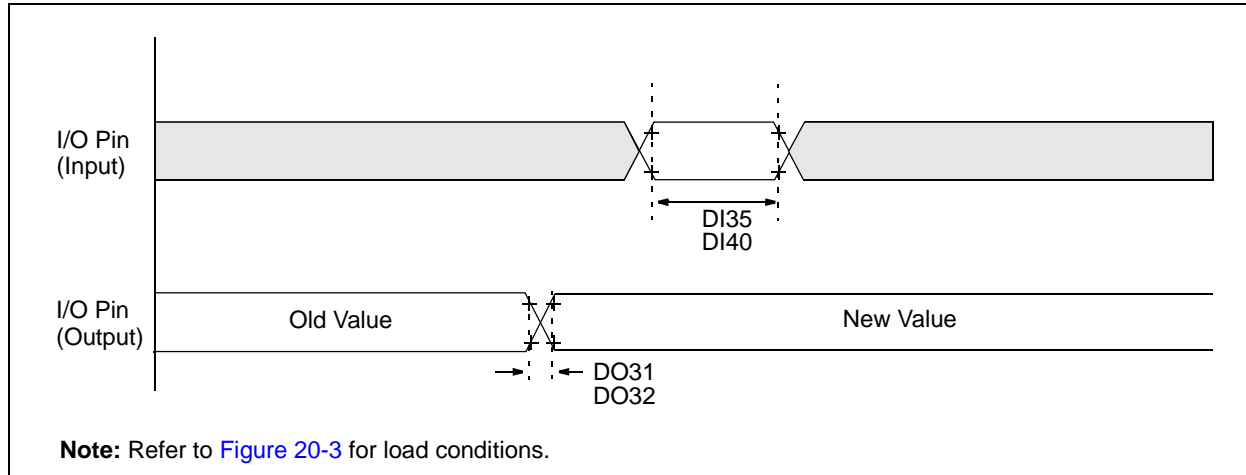 I/O Pin
(Input)
DI35
DI40
I/O Pin
(Output)
Old Value
New Value
DO31
DO32
Note: Refer to Figure 20-3 for load conditions.